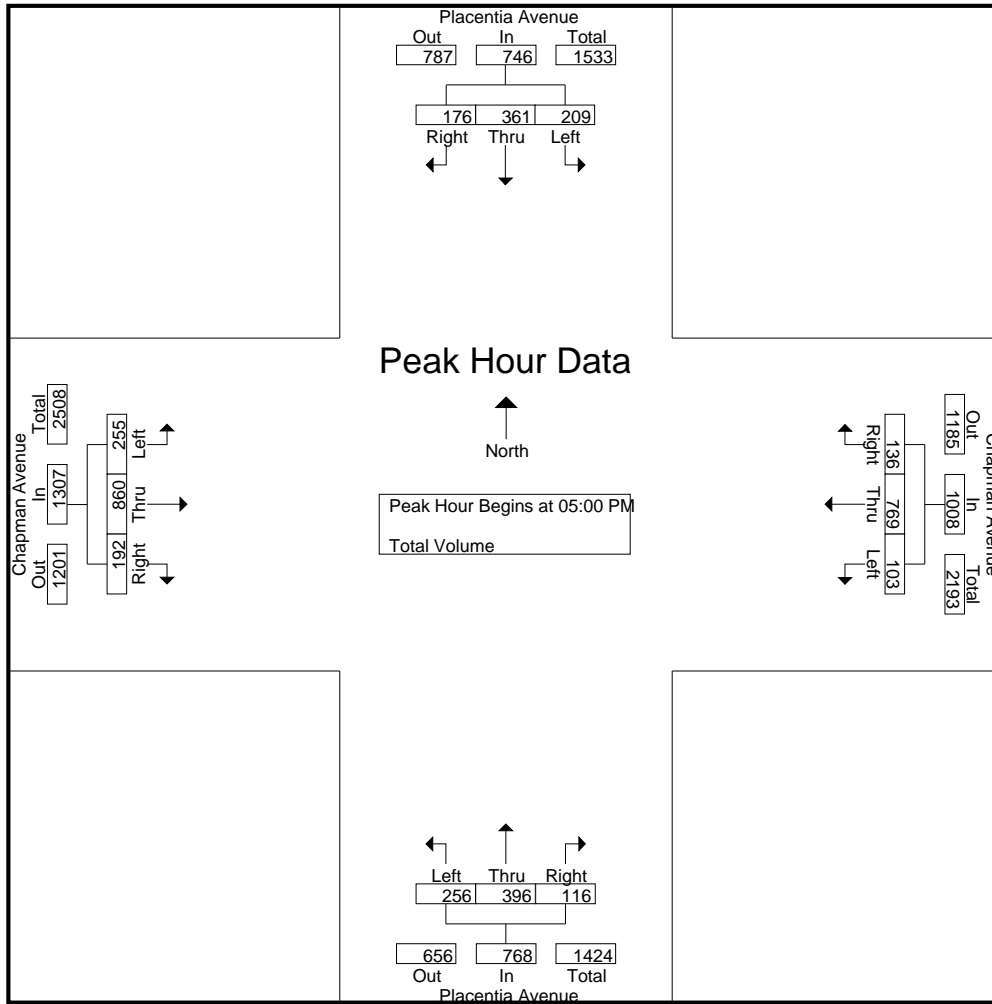 Placentia Avenue
Out In Total
787 746 1533
176 361 209
Right Thru Left
Peak Hour Data
North
Peak Hour Begins at 05:00 PM
Total Volume
Chapman Avenue
Total In Out
2508 1307 1201
255 860 192
Left Thru Right
Chapman Avenue
Out In Total
1185 1008 2193
136 769 103
Right Thru Left
Left Thru Right
256 396 116
656 768 1424
Out In Total
Placentia Avenue